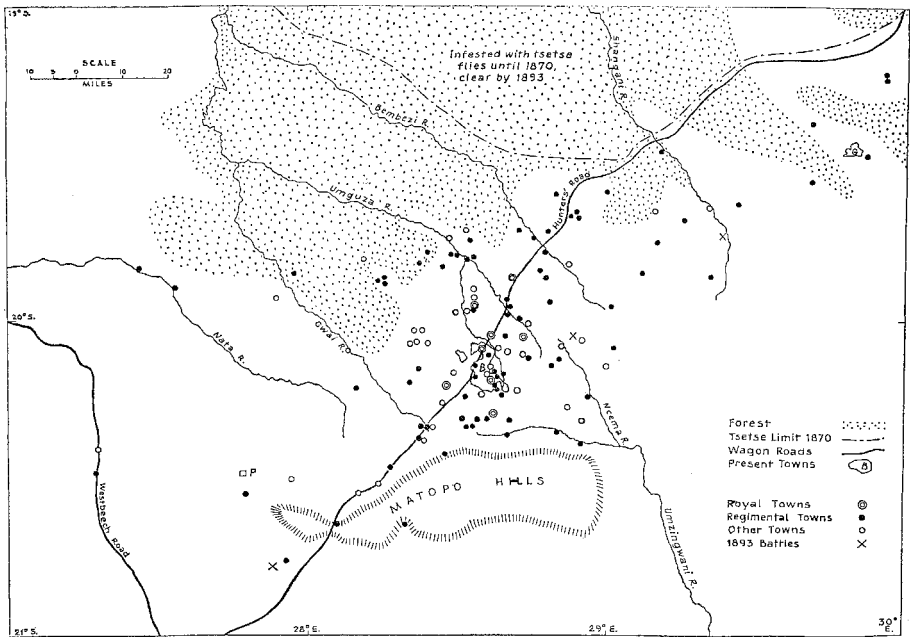 19°S.
SCALE
10 5 0 10 20
MILES
Infested with tsetse
flies until 1870,
clear by 1893
Shangani R.
Bembezi R.
Umguza R.
Hunters' Road
G
20°S.
Nata R.
Gwai R.
B
Ncema R.
P
Westbeech Road
MATOPO HILLS
Umzingwani R.
Forest
Tsetse Limit 1870
Wagon Roads
Present Towns B
Royal Towns
Regimental Towns
Other Towns
1893 Battles
21°S.
28°E.
29°E.
30°
E.